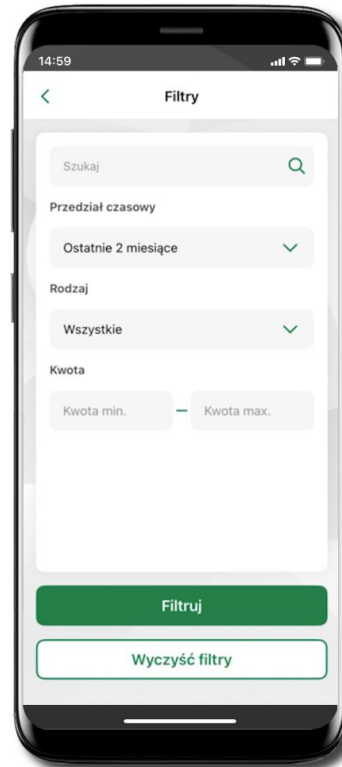 14:59
Filtry
Szukaj
Przedział czasowy
Ostatnie 2 miesiące
Rodzaj
Wszystkie
Kwota
Kwota min.
Kwota max.
Filtruj
Wyczyść filtry